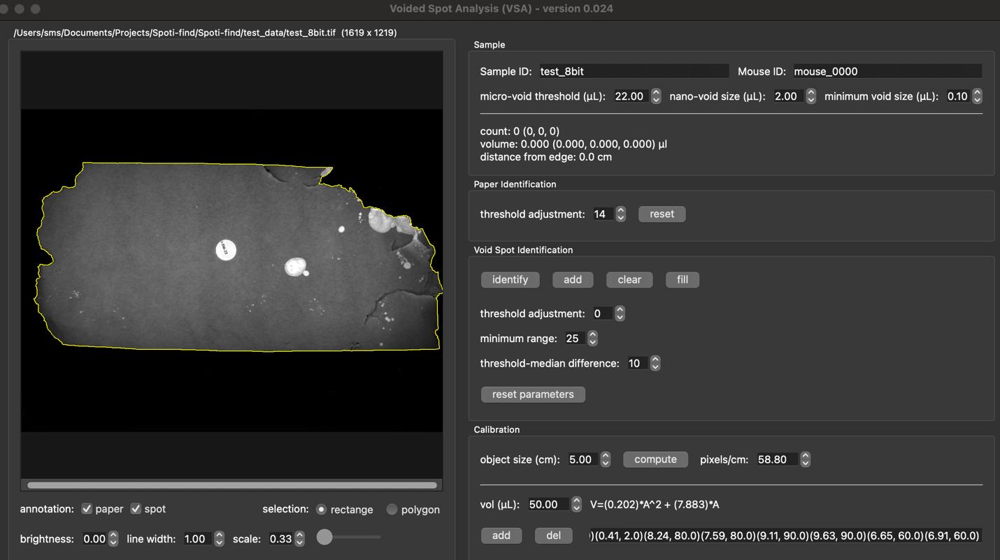 Voided Spot Analysis (VSA) - version 0.024
/Users/sms/Documents/Projects/Spoti-find/Spoti-find/test_data/test_8bit.tif (1619 x 1219)
annotation: paper spot selection: rectange polygon
brightness: 0.00 line width: 1.00 scale: 0.33
Sample
Sample ID: test_8bit Mouse ID: mouse_0000
micro-void threshold (µL): 22.00 nano-void size (µL): 2.00 minimum void size (µL): 0.10
count: 0 (0, 0, 0)
volume: 0.000 (0.000, 0.000, 0.000) µl
distance from edge: 0.0 cm
Paper Identification
threshold adjustment: 14 reset
Void Spot Identification
identify add clear fill
threshold adjustment: 0
minimum range: 25
threshold-median difference: 10
reset parameters
Calibration
object size (cm): 5.00 compute pixels/cm: 58.80
vol (µL): 50.00 V=(0.202)*A^2 + (7.883)*A
add del )(0.41, 2.0)(8.24, 80.0)(7.59, 80.0)(9.11, 90.0)(9.63, 90.0)(6.65, 60.0)(6.91, 60.0)